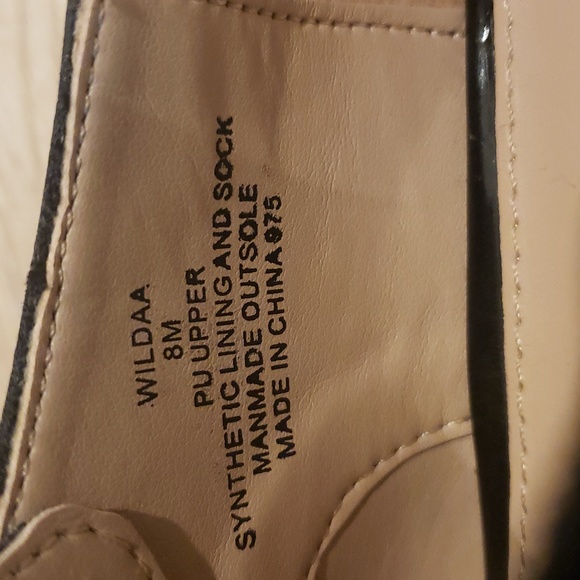 WILDAA
8M
PU UPPER
SYNTHETIC LINING AND SOCK
MANMADE OUTSOLE
MADE IN CHINA 975